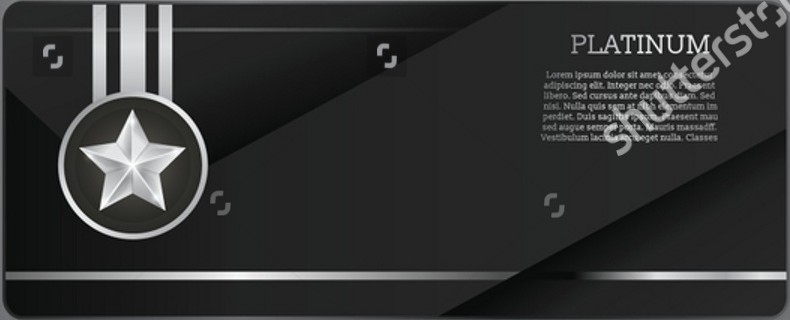 PLATINUM
Lorem ipsum dolor sit amet, consectetur
adipiscing elit. Integer nec odio. Praesent
libero. Sed cursus ante dapibus diam. Sed
nisi. Nulla quis sem at nibh elementum im
perdiet. Duis sagittis ipsum. Praesent mau
sed augue semper porta. Mauris massaff.
Vestibulum lacinia arcu eget nulla. Classes
shutterstock